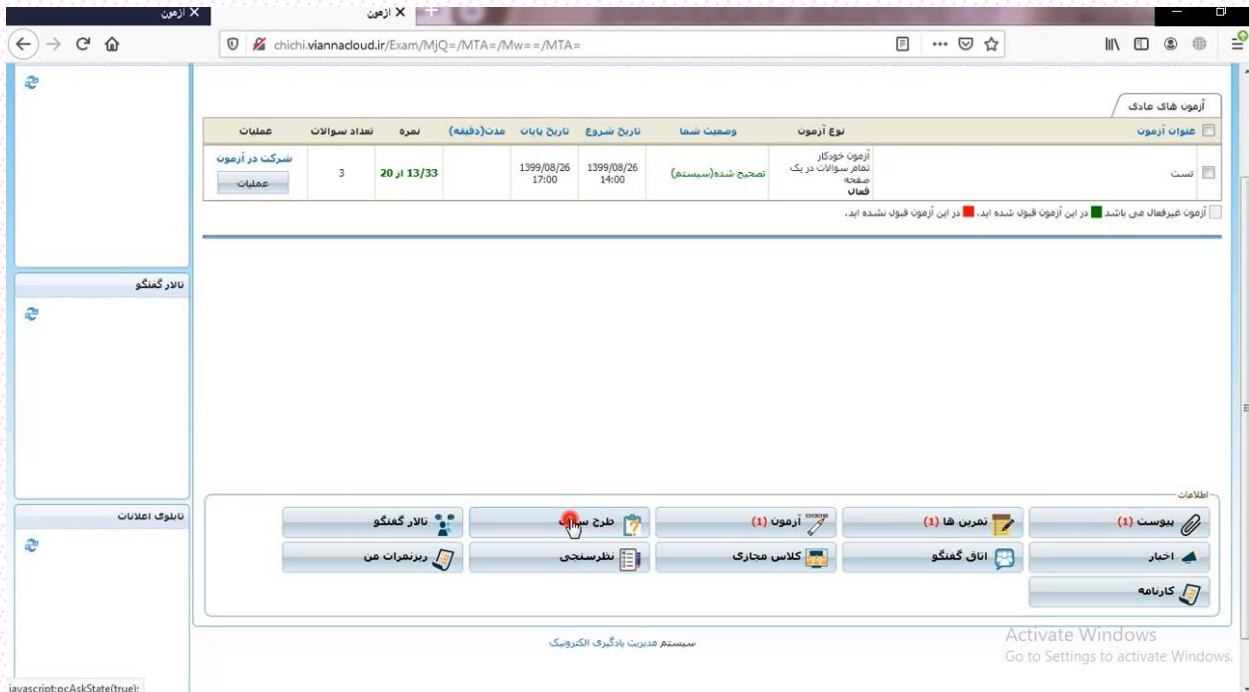 آزمون
آزمون
chichi.viannacloud.ir/Exam/MjQ=/MTA=/Mw==/MTA=
آزمون های عادی
عنوان آزمون نوع آزمون وضعیت شما تاریخ شروع تاریخ پایان مدت(دقیقه) نمره تعداد سوالات عملیات
تست
آزمون خودکار
تمام سوالات در یک
صفحه
فعال
تصحیح شده(سیستم)
1399/08/26
14:00
1399/08/26
17:00
13/33 از 20
3
شرکت در آزمون
عملیات
آزمون غیرفعال می باشد در این آزمون قبول شده اید، در این آزمون قبول نشده اید،
تالار گفتگو
تابلوی اعلانات
اطلاعات
پیوست (1) تمرین ها (1) آزمون (1) طرح تالار گفتگو
اخبار اتاق گفتگو کلاس مجازی نظرسنجی ریزنمرات من
کارنامه
سیستم مدیریت یادگیری الکترونیک
Activate Windows
Go to Settings to activate Windows.
javascript:pcAskState(true);